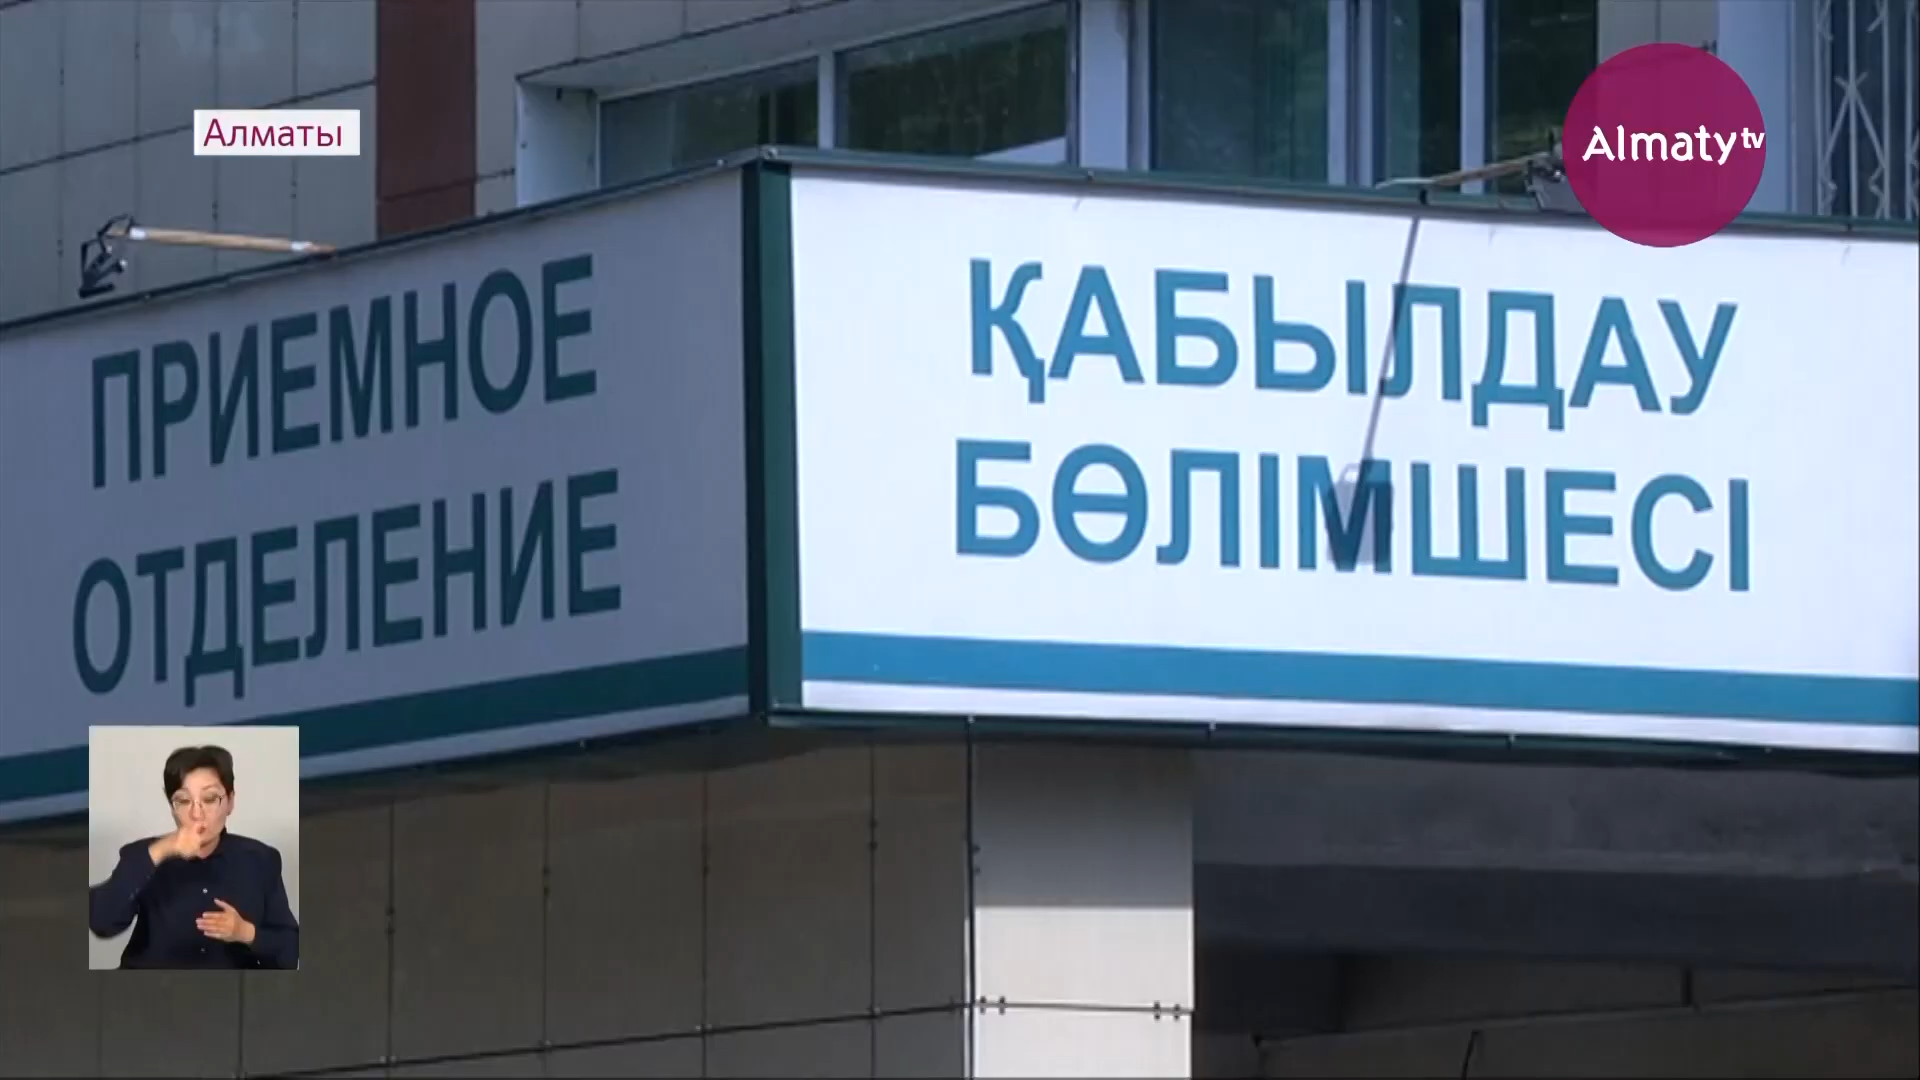 Алматы
Almaty tv
ПРИЕМНОЕ
ОТДЕЛЕНИЕ
ҚАБЫЛДАУ
БӨЛІМШЕСІ